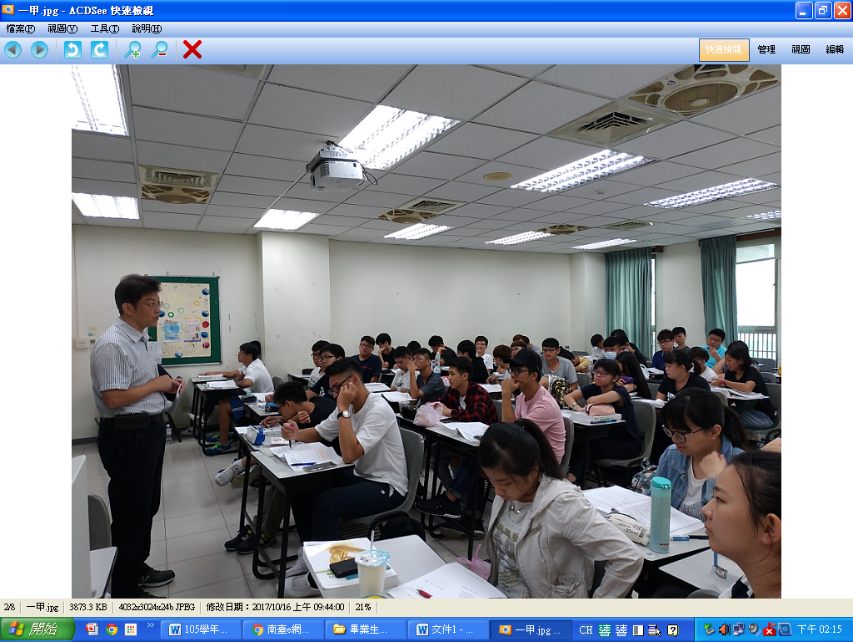 一甲.jpg - ACDSee 快速檢視
檔案(F) 視圖(V) 工具(T) 說明(H)
快速檢視 管理 視圖 編輯
2/8 一甲.jpg 3873.3 KB 4032x3024x24b JPEG 修改日期：2017/10/16 上午 09:44:00 21%
開始 105學年... 南臺e網... 畢業生... 文件1 - ... 一甲.jpg ... CH 下午 02:15